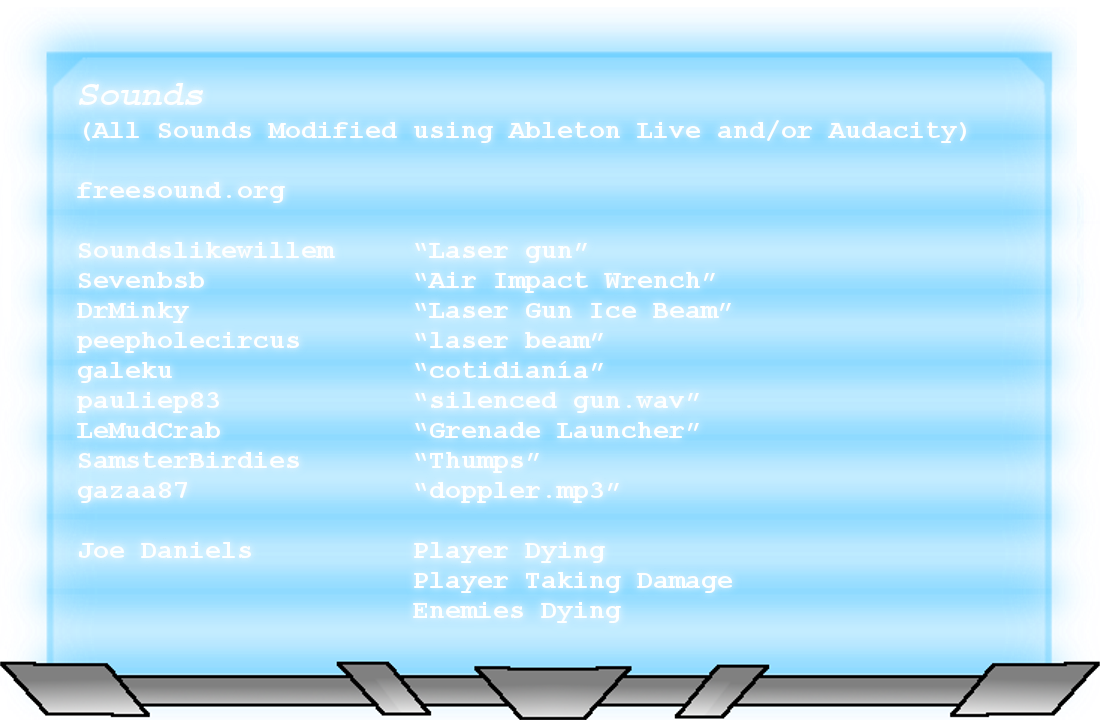 Sounds
(All Sounds Modified using Ableton Live and/or Audacity)
freesound.org
Soundslikewillem “Laser gun”
Sevenbsb “Air Impact Wrench”
DrMinky “Laser Gun Ice Beam”
peepholecircus “laser beam”
galeku “cotidianía”
pauliep83 “silenced gun.wav”
LeMudCrab “Grenade Launcher”
SamsterBirdies “Thumps”
gazaa87 “doppler.mp3”
Joe Daniels Player Dying
Player Taking Damage
Enemies Dying